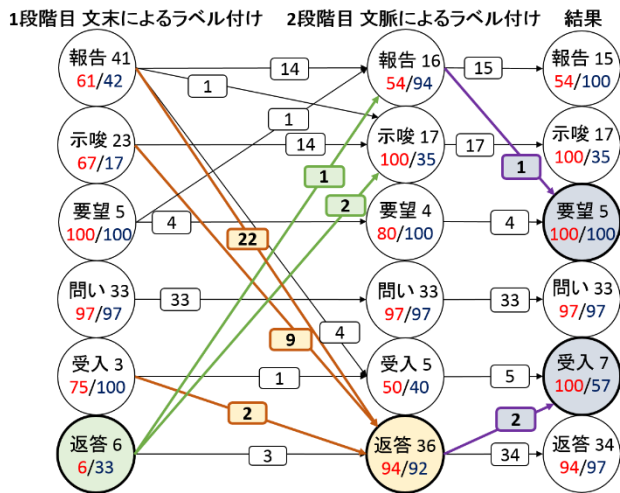 1段階目 文末によるラベル付け 2段階目 文脈によるラベル付け 結果
報告 41
61/42
14
1
報告 16
54/94
15
報告 15
54/100
1
示唆 23
67/17
14
示唆 17
100/35
17
示唆 17
100/35
1
1
2
要望 5
100/100
4
22
要望 4
80/100
4
要望 5
100/100
問い 33
97/97
33
問い 33
97/97
33
問い 33
97/97
9
4
受入 3
75/100
1
受入 5
50/40
5
受入 7
100/57
2
2
返答 6
6/33
3
返答 36
94/92
34
返答 34
94/97